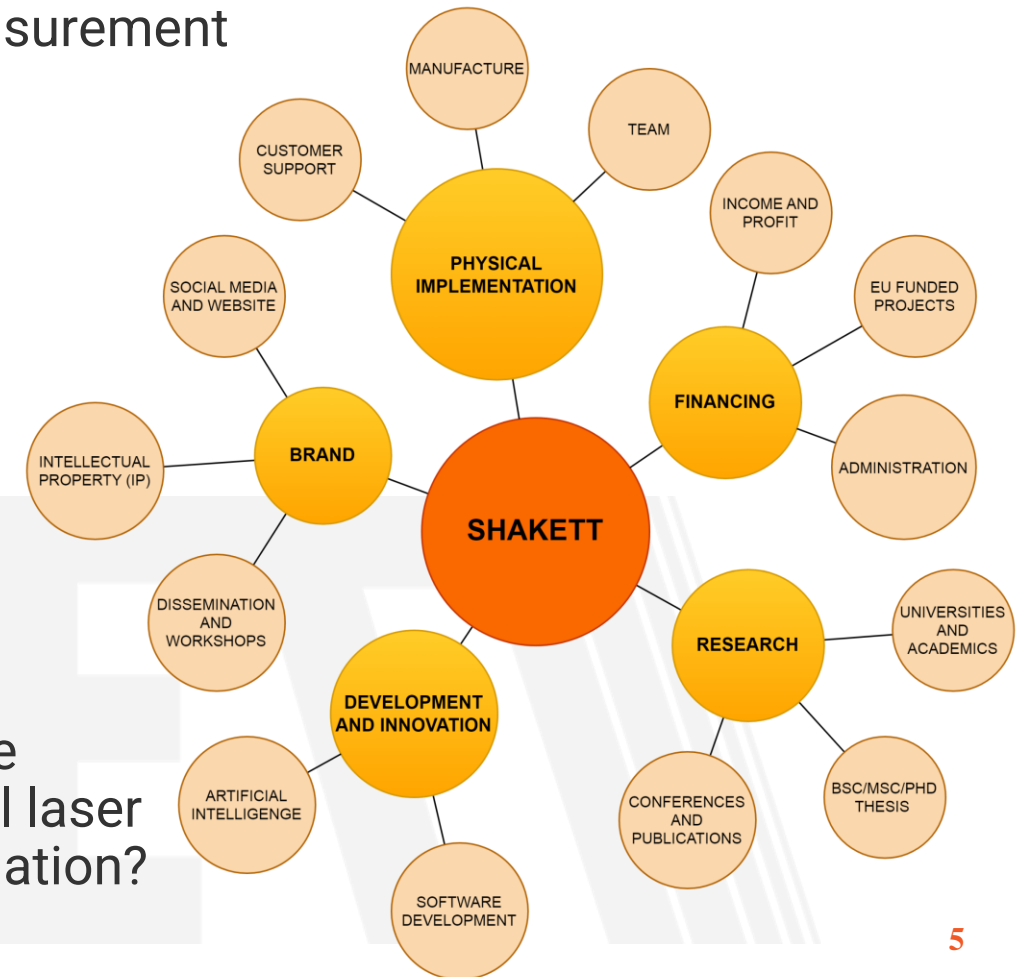 surement
MANUFACTURE
TEAM
CUSTOMER
SUPPORT
INCOME AND
PROFIT
PHYSICAL
IMPLEMENTATION
SOCIAL MEDIA
AND WEBSITE
EU FUNDED
PROJECTS
FINANCING
BRAND
INTELLECTUAL
PROPERTY (IP)
ADMINISTRATION
SHAKETT
DISSEMINATION
AND
WORKSHOPS
UNIVERSITIES
AND
ACADEMICS
RESEARCH
DEVELOPMENT
AND INNOVATION
e
l laser
ation?
ARTIFICIAL
INTELLIGENGE
CONFERENCES
AND
PUBLICATIONS
BSC/MSC/PHD
THESIS
SOFTWARE
DEVELOPMENT
5